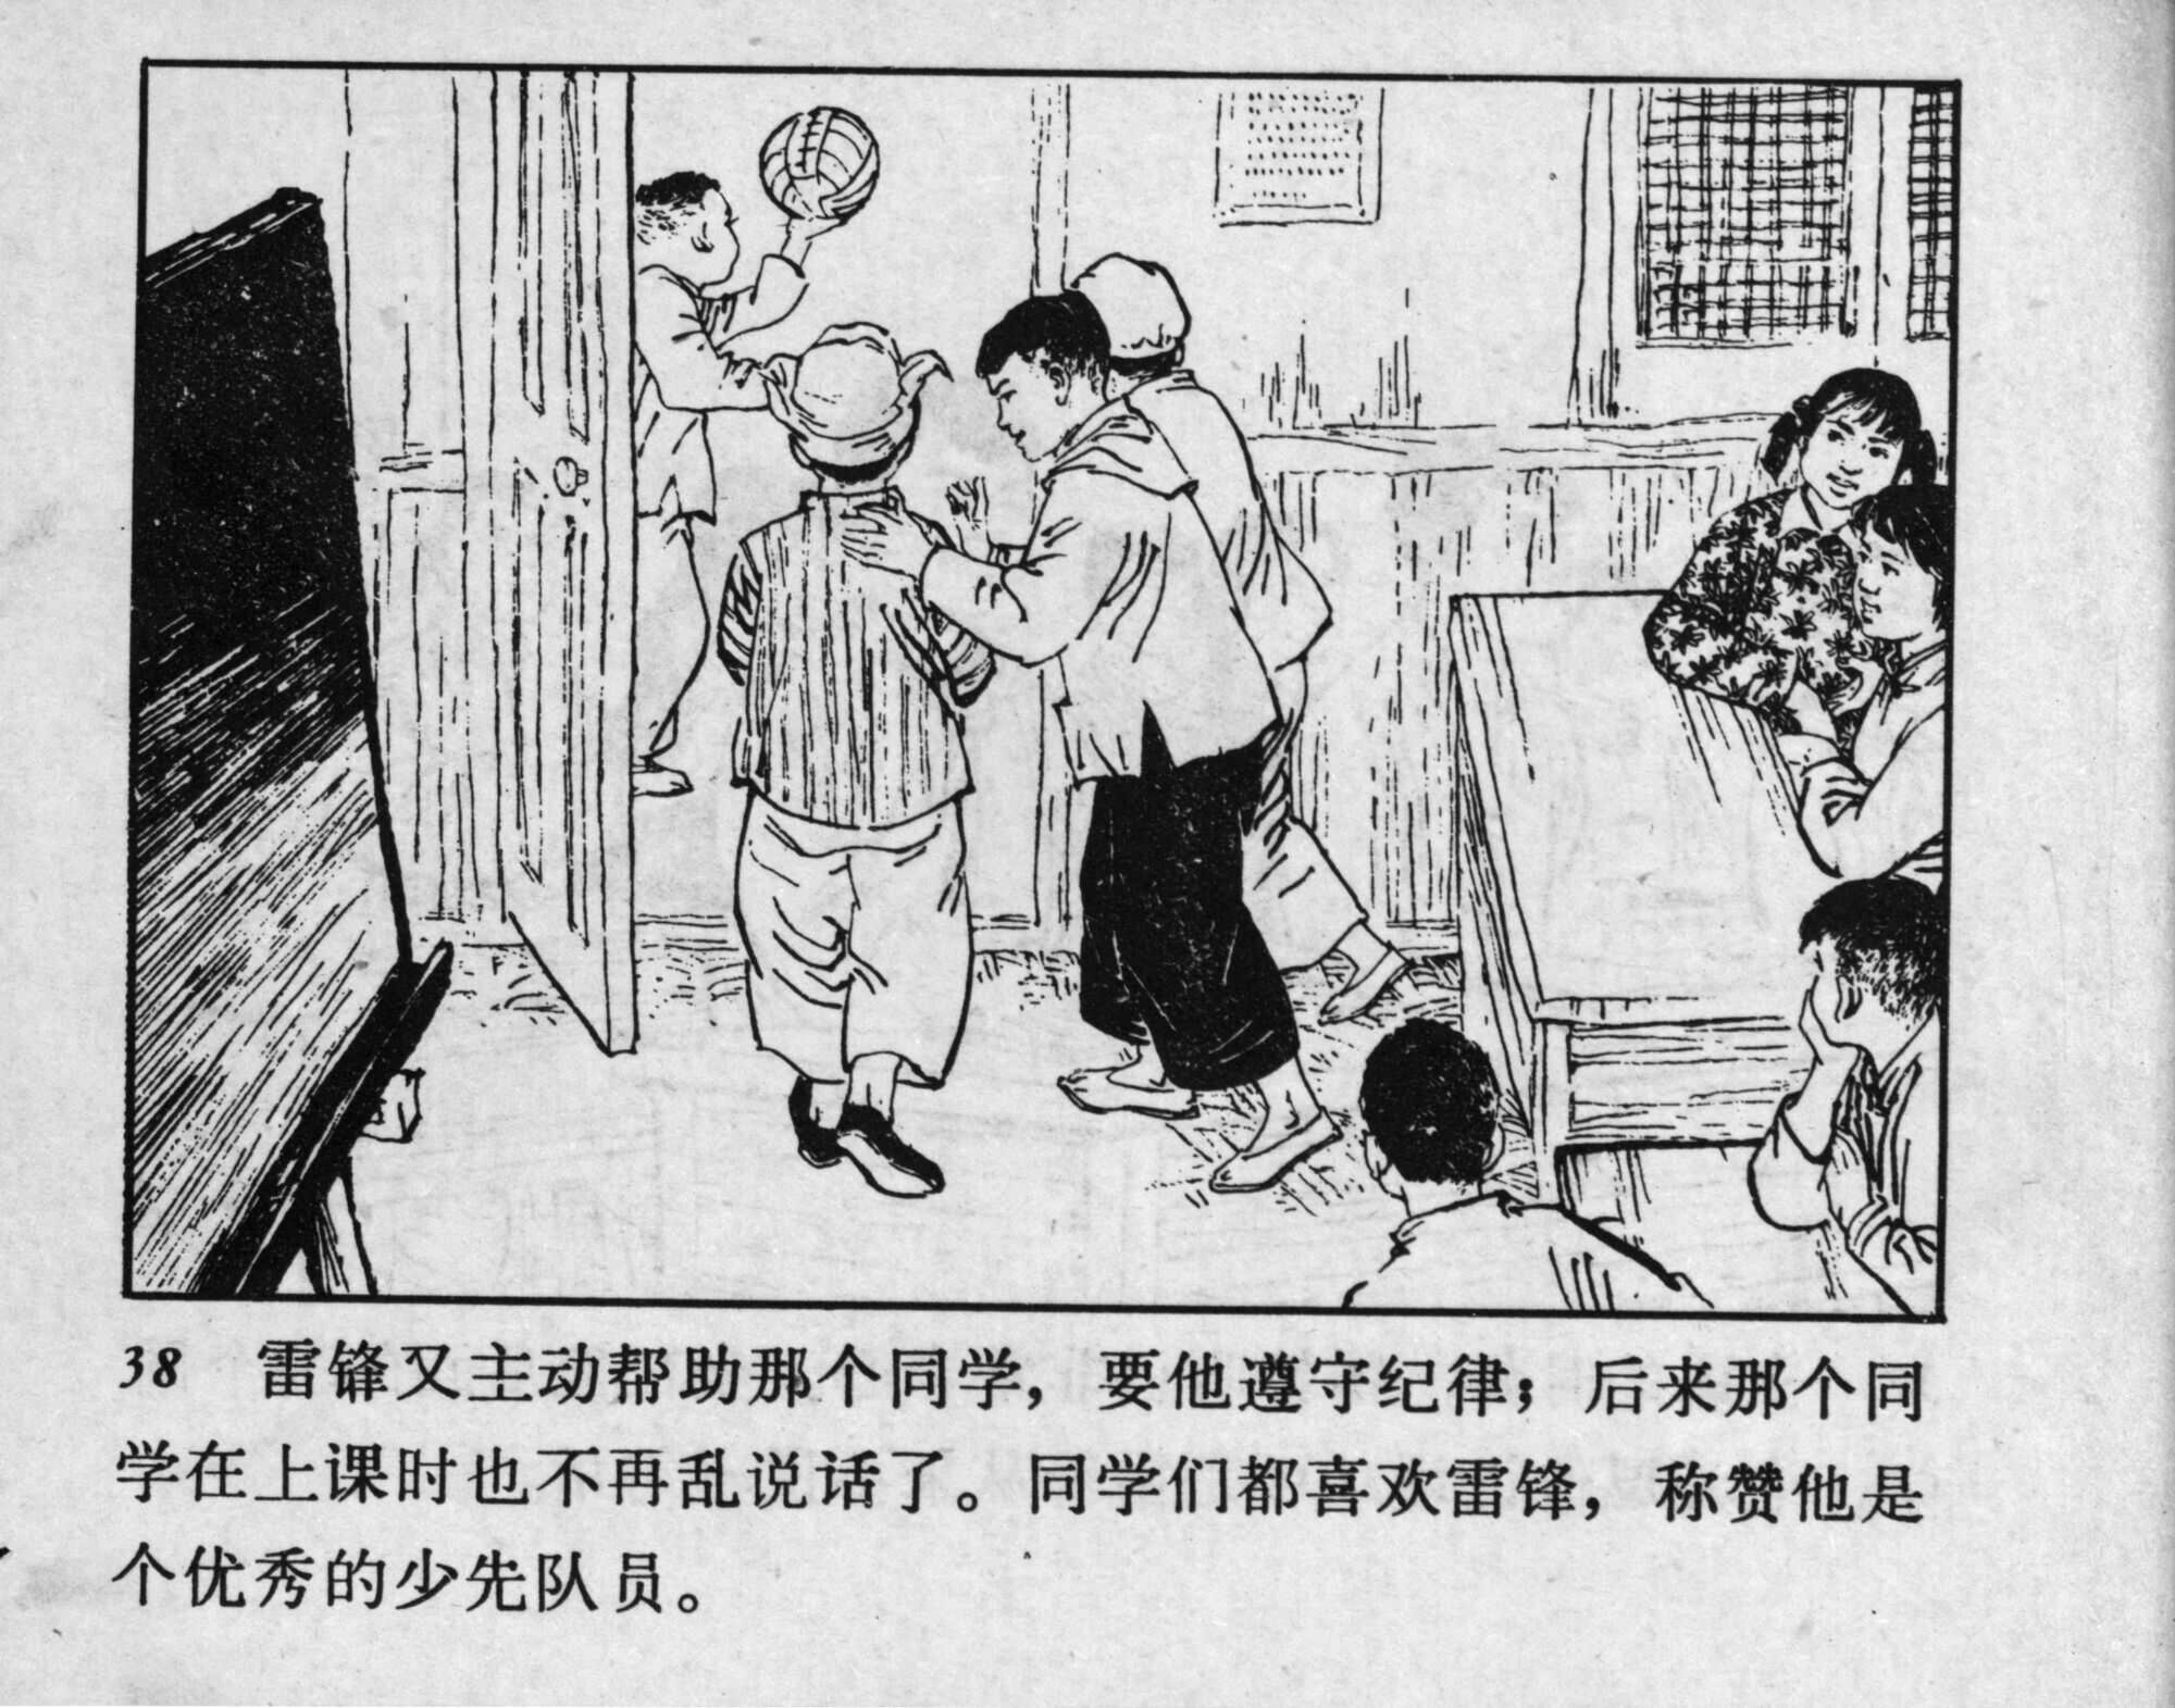 38 雷锋又主动帮助那个同学，要他遵守纪律；后来那个同
学在上课时也不再乱说话了。同学们都喜欢雷锋，称赞他是
个优秀的少先队员。